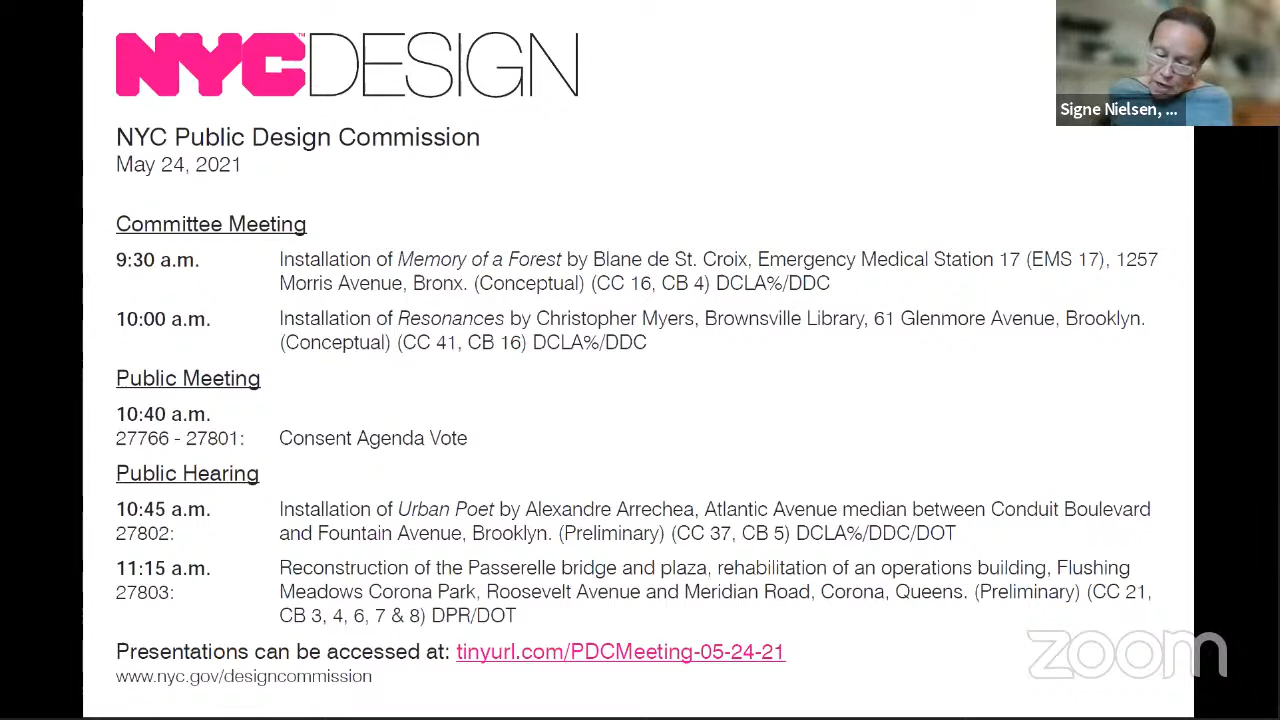 NYCDESIGN
Signe Nielsen, ...
NYC Public Design Commission
May 24, 2021
Committee Meeting
9:30 a.m. Installation of Memory of a Forest by Blane de St. Croix, Emergency Medical Station 17 (EMS 17), 1257
Morris Avenue, Bronx. (Conceptual) (CC 16, CB 4) DCLA%/DDC
10:00 a.m. Installation of Resonances by Christopher Myers, Brownsville Library, 61 Glenmore Avenue, Brooklyn.
(Conceptual) (CC 41, CB 16) DCLA%/DDC
Public Meeting
10:40 a.m.
27766 - 27801: Consent Agenda Vote
Public Hearing
10:45 a.m. Installation of Urban Poet by Alexandre Arrechea, Atlantic Avenue median between Conduit Boulevard
27802: and Fountain Avenue, Brooklyn. (Preliminary) (CC 37, CB 5) DCLA%/DDC/DOT
11:15 a.m. Reconstruction of the Passerelle bridge and plaza, rehabilitation of an operations building, Flushing
27803: Meadows Corona Park, Roosevelt Avenue and Meridian Road, Corona, Queens. (Preliminary) (CC 21,
CB 3, 4, 6, 7 & 8) DPR/DOT
Presentations can be accessed at: tinyurl.com/PDCMeeting-05-24-21
www.nyc.gov/designcommission
zoom